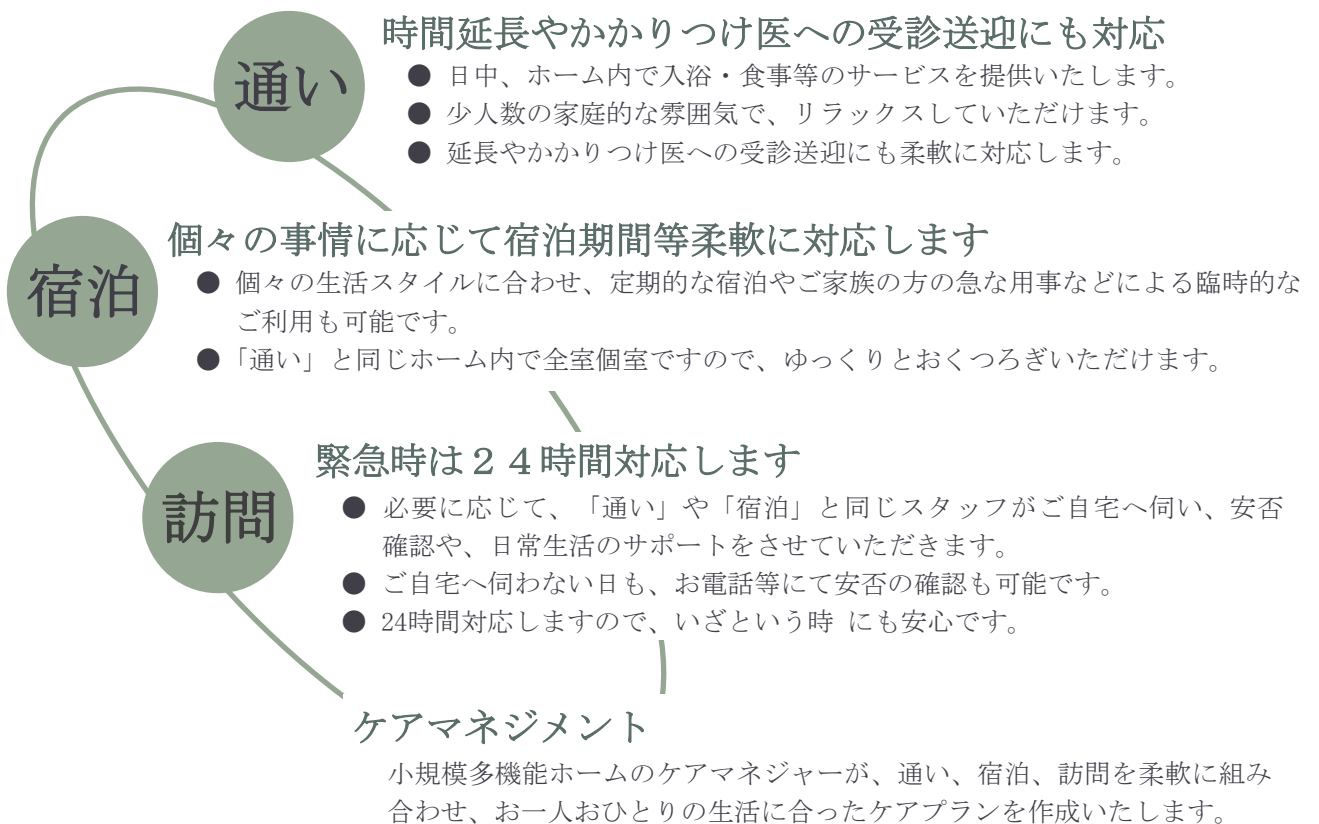 通い
時間延長やかかりつけ医への受診送迎にも対応
● 日中、ホーム内で入浴・食事等のサービスを提供いたします。
● 少人数の家庭的な雰囲気で、リラックスしていただけます。
● 延長やかかりつけ医への受診送迎にも柔軟に対応します。
宿泊
個々の事情に応じて宿泊期間等柔軟に対応します
● 個々の生活スタイルに合わせ、定期的な宿泊やご家族の方の急な用事などによる臨時的な
ご利用も可能です。
●「通い」と同じホーム内で全室個室ですので、ゆっくりとおくつろぎいただけます。
訪問
緊急時は２４時間対応します
● 必要に応じて、「通い」や「宿泊」と同じスタッフがご自宅へ伺い、安否
確認や、日常生活のサポートをさせていただきます。
● ご自宅へ伺わない日も、お電話等にて安否の確認も可能です。
● 24時間対応しますので、いざという時 にも安心です。
ケアマネジメント
小規模多機能ホームのケアマネジャーが、通い、宿泊、訪問を柔軟に組み
合わせ、お一人おひとりの生活に合ったケアプランを作成いたします。